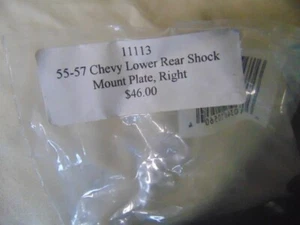 11113
55-57 Chevy Lower Rear Shock
Mount Plate, Right
$46.00